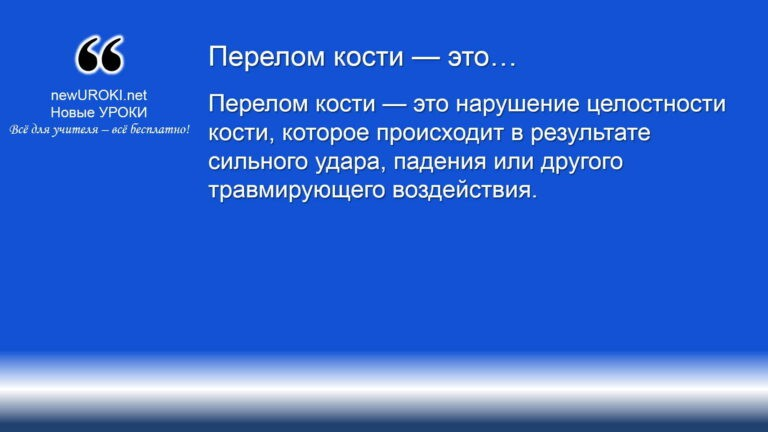 ❝
newUROKI.net
Новые УРОКИ
Всё для учителя – всё бесплатно!
Перелом кости — это…
Перелом кости — это нарушение целостности
кости, которое происходит в результате
сильного удара, падения или другого
травмирующего воздействия.